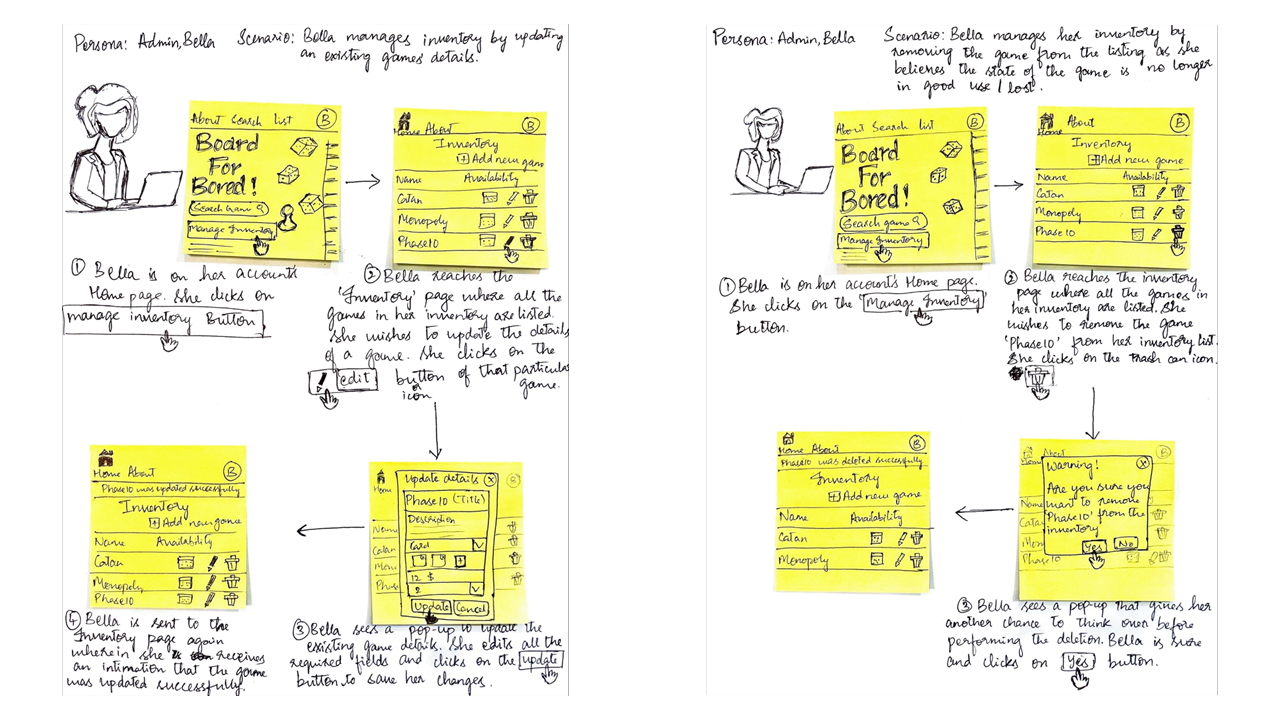 Persona: Admin, Bella
Scenario: Bella manages inventory by updating
an existing games details.
About Search list B
Board
For
Bored!
Search Game
Manage Inventory
Home About B
Inventory
+ Add new game
Name Availability
Catan
Monopoly
Phase10
① Bella is on her account's
Home page. She clicks on
manage inventory Button
② Bella reaches the
'Inventory' page where all the
games in her inventory are listed.
She wishes to update the details
of a game. She clicks on the
edit button of that particular
or game.
icon
Home B
Name
Catan
Mono
Phase
Update details X
Phase 10 (Title)
Description
Card
+
12 $
2
Update Cancel
③ Bella sees a pop-up to update the
existing game details. She edits all the
required fields and clicks on the update
button to save her changes.
Home About B
Phase10 was updated successfully
Inventory
+ Add new game
Name Availability
Catan
Monopoly
Phase10
④ Bella is sent to the
Inventory page again
wherein she receives
an intimation that the game
was updated successfully.
Persona: Admin, Bella
Scenario: Bella manages her inventory by
removing the game from the listing as she
believes the state of the game is no longer
in good use / lost.
About Search list B
Board
For
Bored!
Search game
Manage Inventory
Home About B
Inventory
+ Add new game
Name Availability
Catan
Monopoly
Phase 10
① Bella is on her account's Home page.
She clicks on the 'Manage Inventory'
button.
② Bella reaches the inventory
page where all the games in
her inventory are listed. She
wishes to remove the game
'Phase10' from her inventory list.
She clicks on the trash can icon.
Home About B
Name
Cata
Mon
Phase10
Warning! X
Are you sure you
want to remove
'Phase10' from the
inventory
Yes No
③ Bella sees a pop-up that gives her
another chance to think over before
performing the deletion. Bella is sure
and clicks on 'Yes' button.
Home About B
Phase10 was deleted successfully
Inventory
+ Add new game
Name Availability
Catan
Monopoly